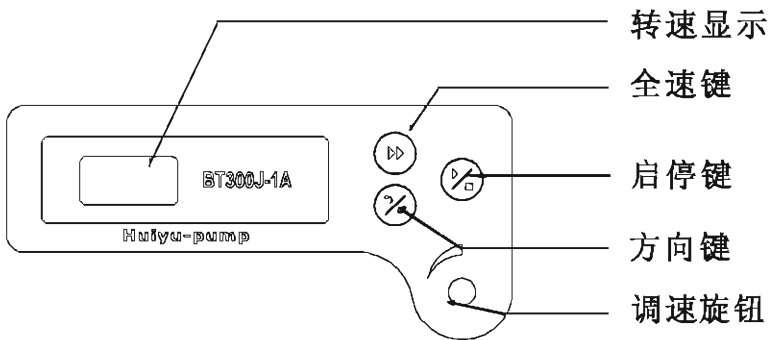 转速显示
全速键
BT300J-1A
启停键
Huiyu-pump
方向键
调速旋钮